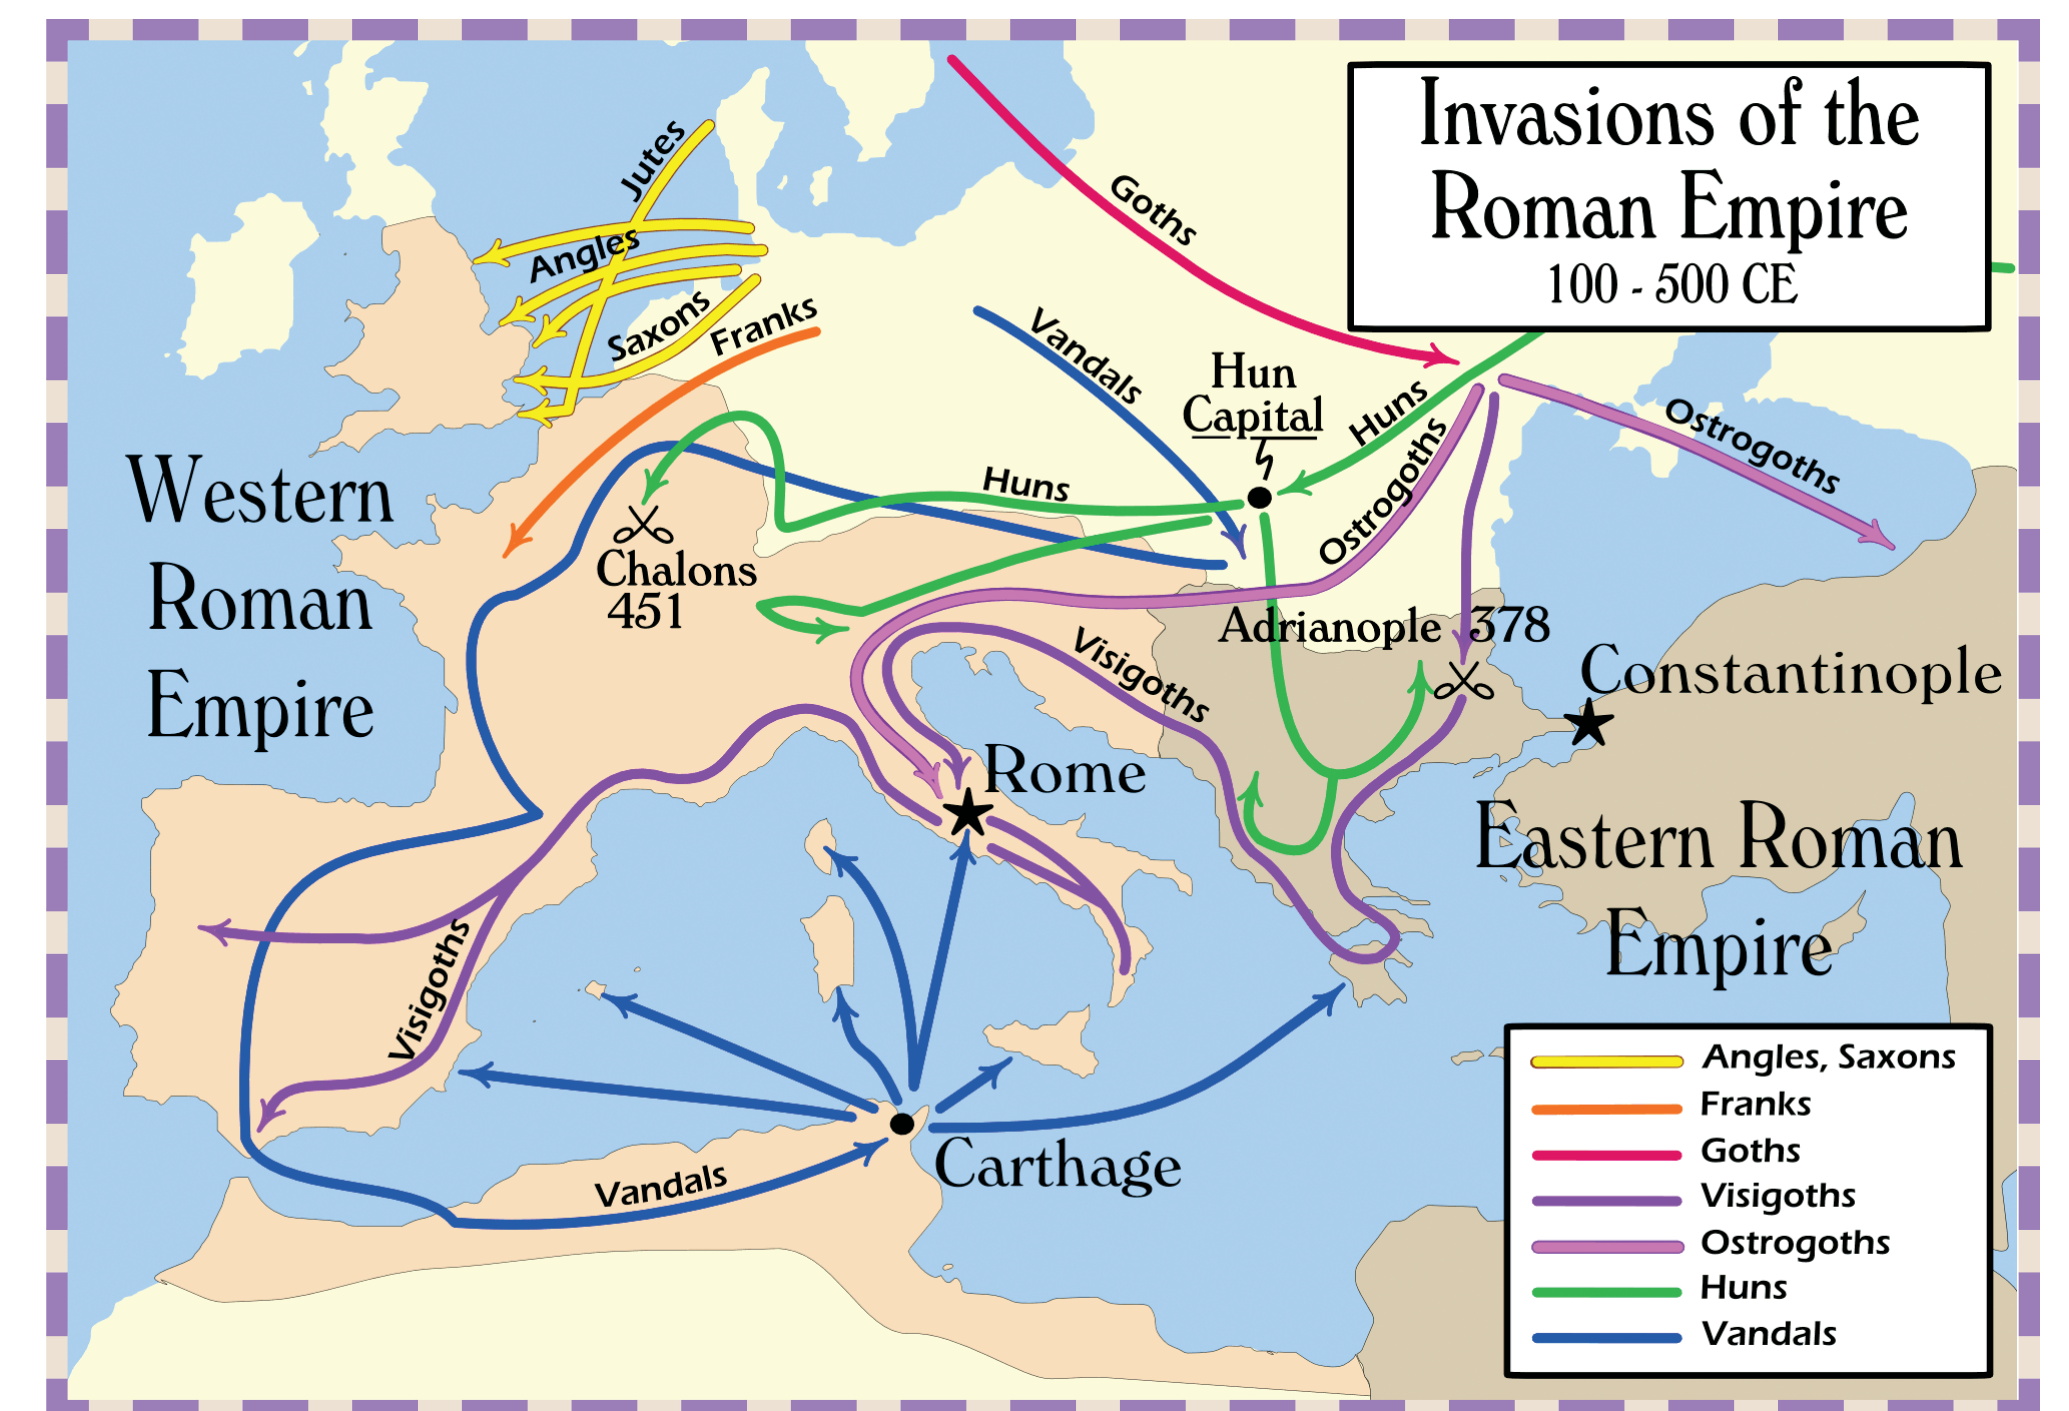 Invasions of the
Roman Empire
100 - 500 CE
Jutes
Angles
Saxons
Franks
Goths
Vandals
Hun
Capital
Huns
Ostrogoths
Ostrogoths
Huns
Western
Roman
Empire
Chalons
451
Adrianople 378
Constantinople
Visigoths
Rome
Eastern Roman
Empire
Visigoths
Carthage
Vandals
Angles, Saxons
Franks
Goths
Visigoths
Ostrogoths
Huns
Vandals